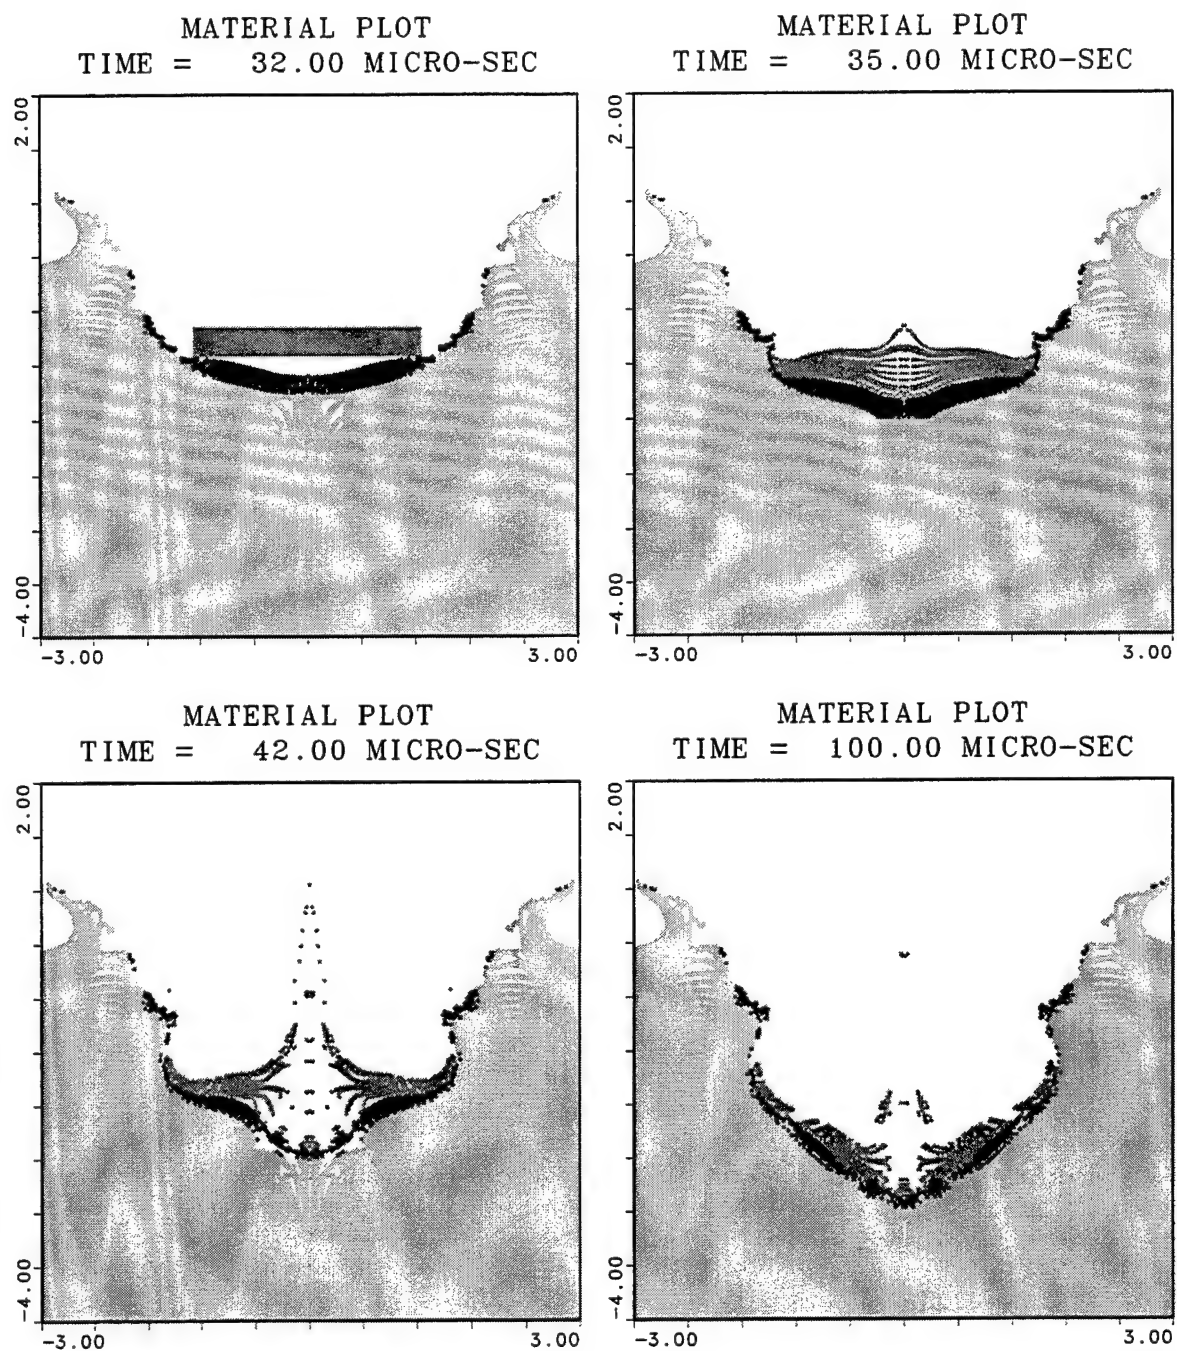 MATERIAL PLOT
TIME = 32.00 MICRO-SEC
2.00
-4.00
-3.00 3.00
MATERIAL PLOT
TIME = 35.00 MICRO-SEC
2.00
-4.00
-3.00 3.00
MATERIAL PLOT
TIME = 42.00 MICRO-SEC
2.00
-4.00
-3.00 3.00
MATERIAL PLOT
TIME = 100.00 MICRO-SEC
2.00
-4.00
-3.00 3.00